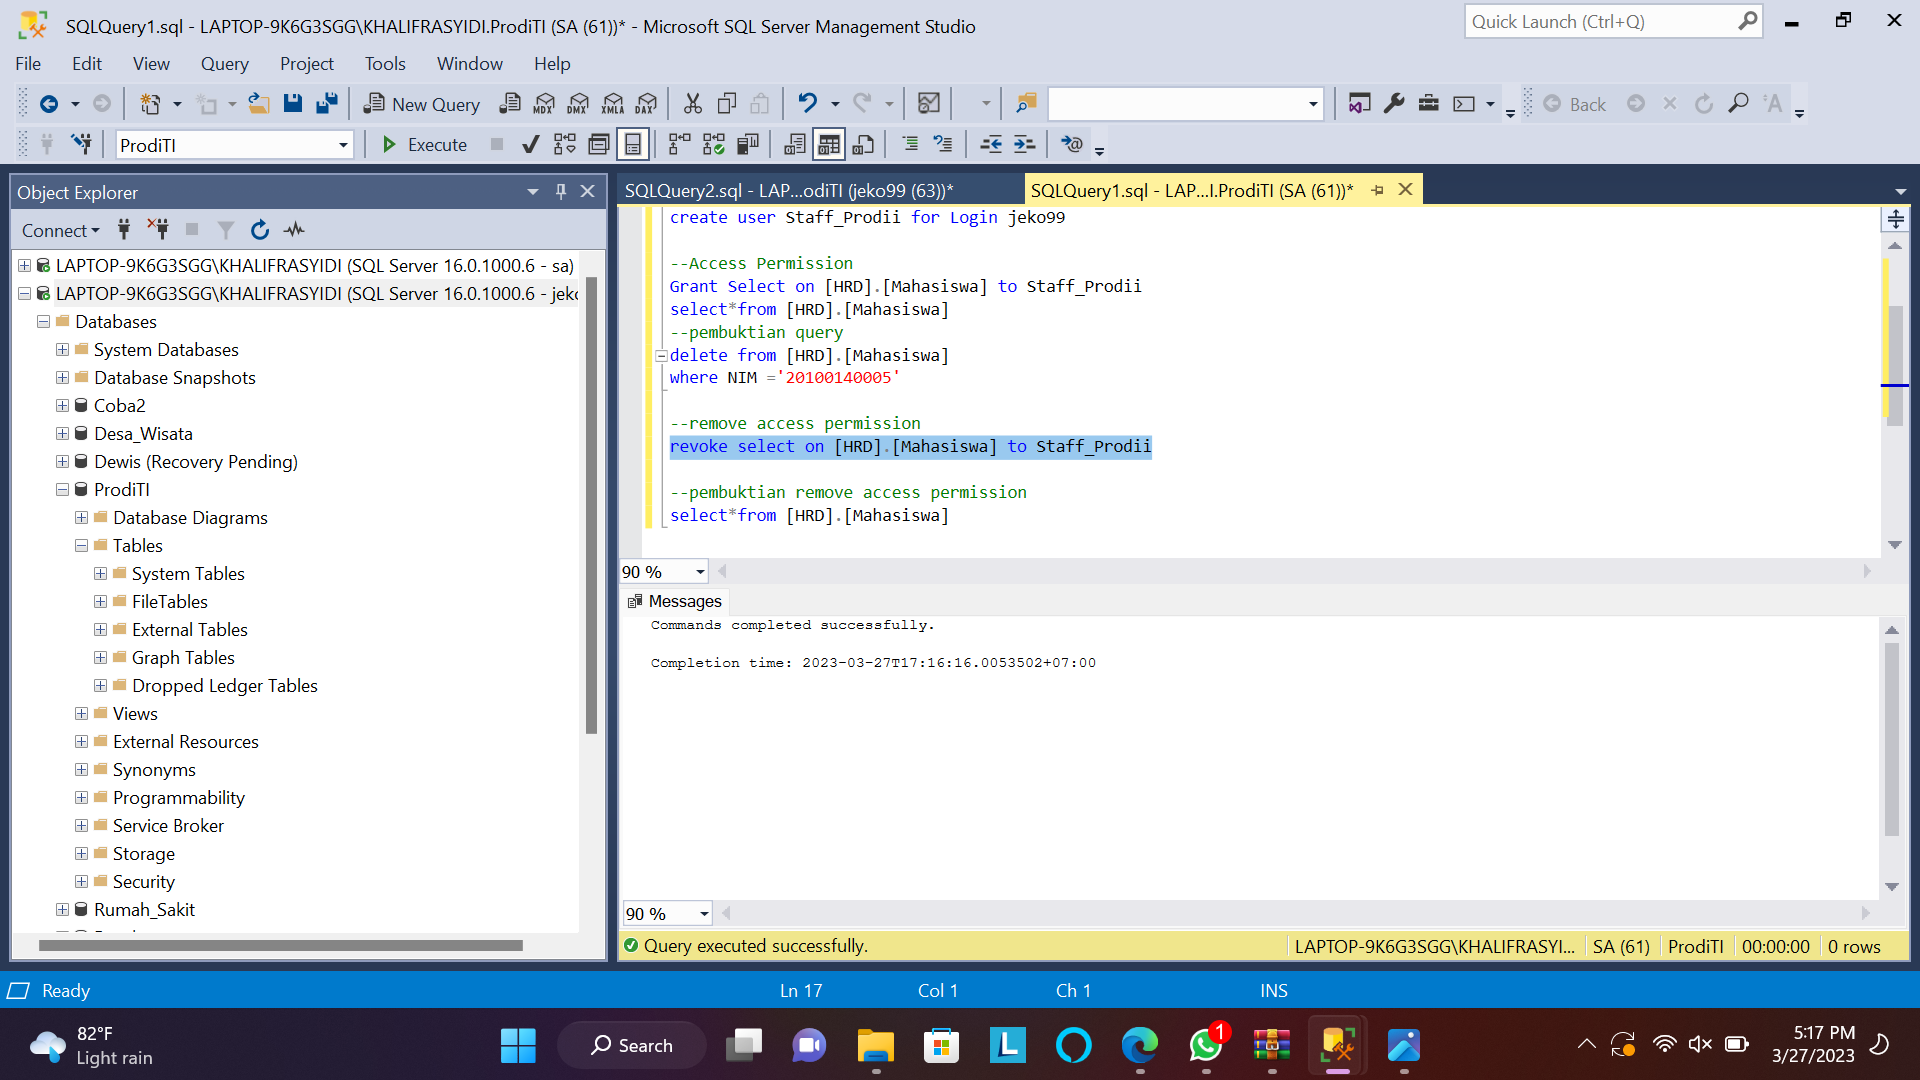 SQLQuery1.sql - LAPTOP-9K6G3SGG\KHALIFRASYIDI.ProdiTI (SA (61))* - Microsoft SQL Server Management Studio
Quick Launch (Ctrl+Q)
File Edit View Query Project Tools Window Help
New Query
MDX DMX XMLA DAX
Back
ProdiTI
Execute
Object Explorer
Connect
LAPTOP-9K6G3SGG\KHALIFRASYIDI (SQL Server 16.0.1000.6 - sa)
LAPTOP-9K6G3SGG\KHALIFRASYIDI (SQL Server 16.0.1000.6 - jek
Databases
System Databases
Database Snapshots
Coba2
Desa_Wisata
Dewis (Recovery Pending)
ProdiTI
Database Diagrams
Tables
System Tables
FileTables
External Tables
Graph Tables
Dropped Ledger Tables
Views
External Resources
Synonyms
Programmability
Service Broker
Storage
Security
Rumah_Sakit
SQLQuery2.sql - LAP...odiTI (jeko99 (63))*
SQLQuery1.sql - LAP...I.ProdiTI (SA (61))*
create user Staff_Prodii for Login jeko99
--Access Permission
Grant Select on [HRD].[Mahasiswa] to Staff_Prodii
select*from [HRD].[Mahasiswa]
--pembuktian query
delete from [HRD].[Mahasiswa]
where NIM ='20100140005'
--remove access permission
revoke select on [HRD].[Mahasiswa] to Staff_Prodii
--pembuktian remove access permission
select*from [HRD].[Mahasiswa]
90 %
Messages
Commands completed successfully.
Completion time: 2023-03-27T17:16:16.0053502+07:00
90 %
Query executed successfully.
LAPTOP-9K6G3SGG\KHALIFRASYI... SA (61) ProdiTI 00:00:00 0 rows
Ready
Ln 17 Col 1 Ch 1 INS
82°F
Light rain
Search
L
1
5:17 PM
3/27/2023